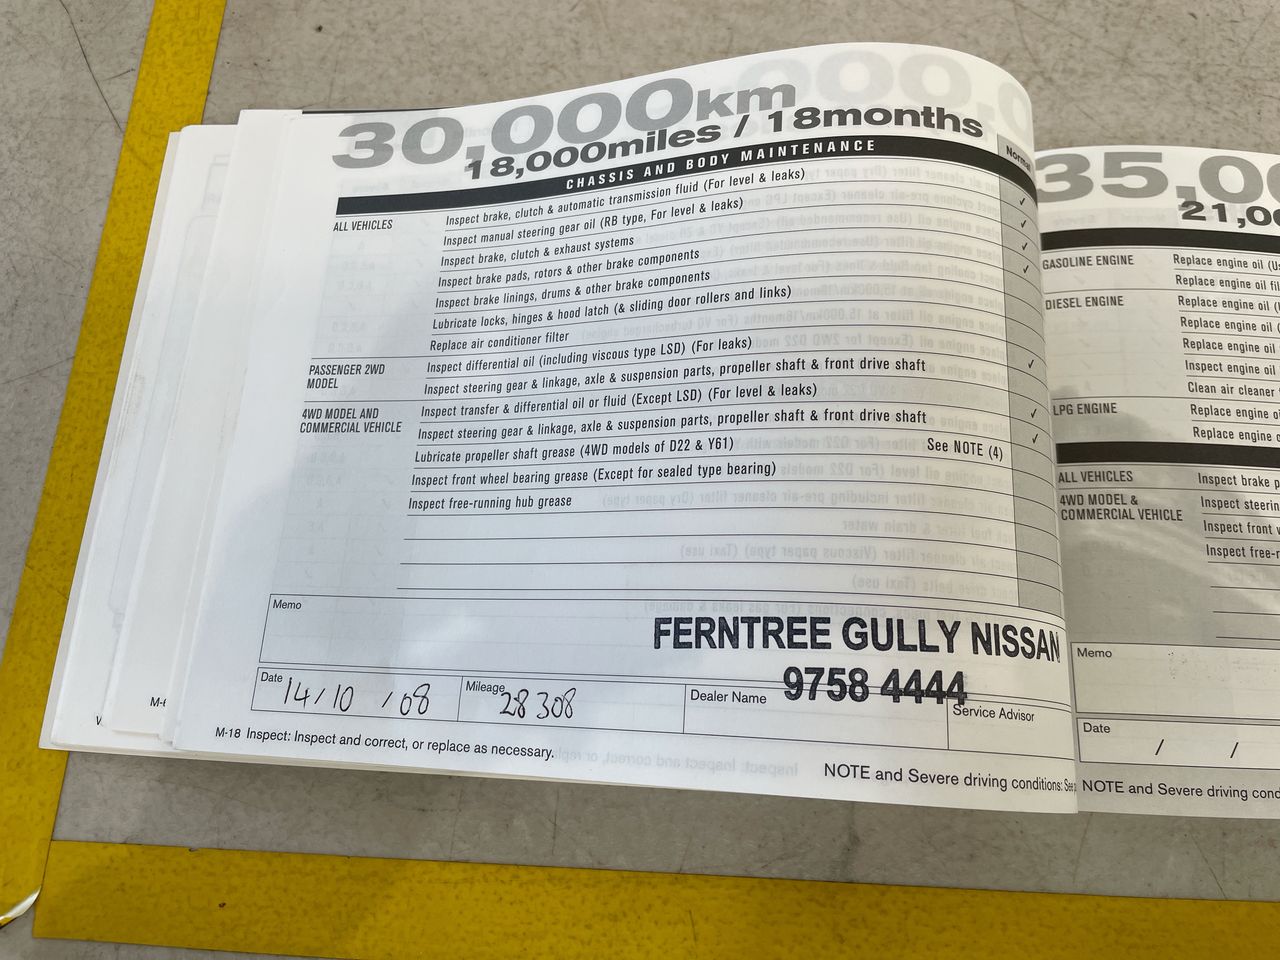 30,000km
18,000miles / 18months
CHASSIS AND BODY MAINTENANCE
ALL VEHICLES
Inspect brake, clutch & automatic transmission fluid (For level & leaks) ✓
Inspect manual steering gear oil (RB type, For level & leaks) ✓
Inspect brake, clutch & exhaust systems ✓
Inspect brake pads, rotors & other brake components ✓
Inspect brake linings, drums & other brake components
Lubricate locks, hinges & hood latch (& sliding door rollers and links)
Replace air conditioner filter
PASSENGER 2WD
MODEL
Inspect differential oil (including viscous type LSD) (For leaks)
Inspect steering gear & linkage, axle & suspension parts, propeller shaft & front drive shaft ✓
4WD MODEL AND
COMMERCIAL VEHICLE
Inspect transfer & differential oil or fluid (Except LSD) (For level & leaks)
Inspect steering gear & linkage, axle & suspension parts, propeller shaft & front drive shaft ✓
Lubricate propeller shaft grease (4WD models of D22 & Y61) See NOTE (4) ✓
Inspect front wheel bearing grease (Except for sealed type bearing)
Inspect free-running hub grease
Memo
FERNTREE GULLY NISSAN
9758 4444
Date 14/10/08
Mileage 28308
Dealer Name
Service Advisor
M-18 Inspect: Inspect and correct, or replace as necessary.
NOTE and Severe driving conditions:
35,0
21,0
GASOLINE ENGINE
Replace engine oil
Replace engine oil
DIESEL ENGINE
Replace engine oil
Replace engine oil
Replace engine oil
Inspect engine oil
Clean air cleaner
LPG ENGINE
Replace engine
Replace engine
ALL VEHICLES
Inspect brake
4WD MODEL &
COMMERCIAL VEHICLE
Inspect
Inspect front
Inspect
Memo
Date / /
NOTE and Severe driving